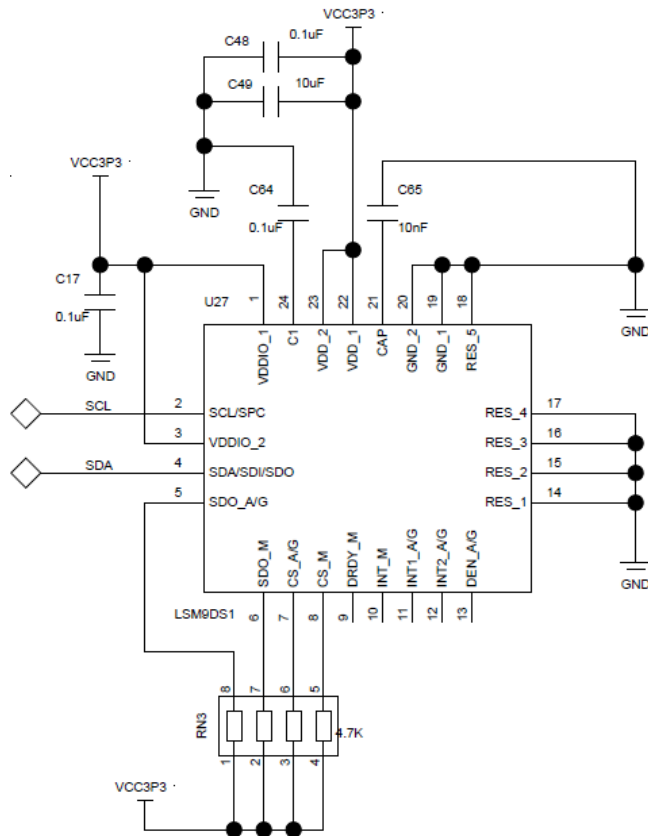 VCC3P3
C48
0.1uF
C49
10uF
VCC3P3
GND
C64
0.1uF
C65
10nF
C17
0.1uF
GND
GND
U27
1
24
23
22
21
20
19
18
VDDIO_1
C1
VDD_2
VDD_1
CAP
GND_2
GND_1
RES_5
SCL
2
SCL/SPC
RES_4
17
3
VDDIO_2
RES_3
16
SDA
4
SDA/SDI/SDO
RES_2
15
5
SDO_A/G
RES_1
14
SDO_M
CS_A/G
CS_M
DRDY_M
INT_M
INT1_A/G
INT2_A/G
DEN_A/G
GND
LSM9DS1
6
7
8
9
10
11
12
13
8
7
6
5
RN3
4.7K
1
2
3
4
VCC3P3